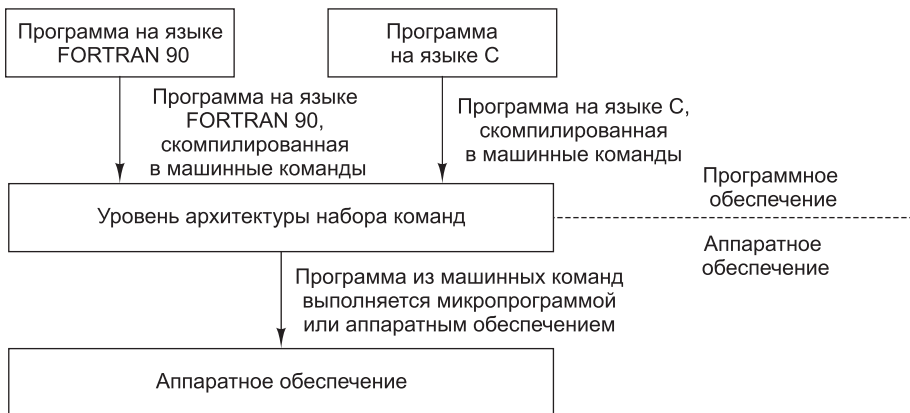 Программа на языке
FORTRAN 90
Программа
на языке C
Программа на языке
FORTRAN 90,
скомпилированная
в машинные команды
Программа на языке C,
скомпилированная
в машинные команды
Уровень архитектуры набора команд
Программное
обеспечение
Аппаратное
обеспечение
Программа из машинных команд
выполняется микропрограммой
или аппаратным обеспечением
Аппаратное обеспечение